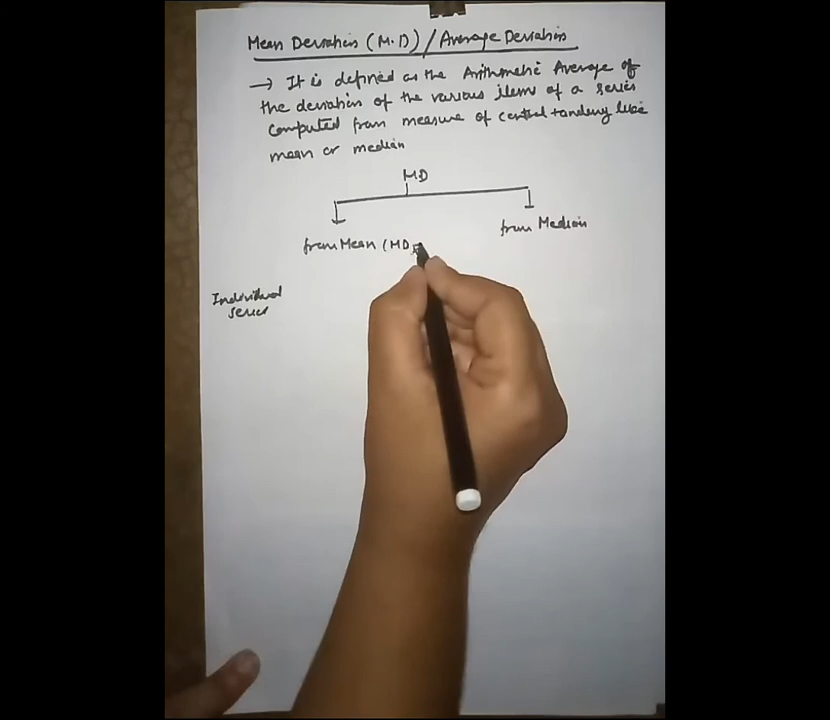 Mean Deviation (M.D) / Average Deviation
→ It is defined as the Arithmetic Average of
the deviation of the various items of a series
computed from measure of central tandency like
mean or median
MD
from Mean (MD x̄
from Median
Individual
series